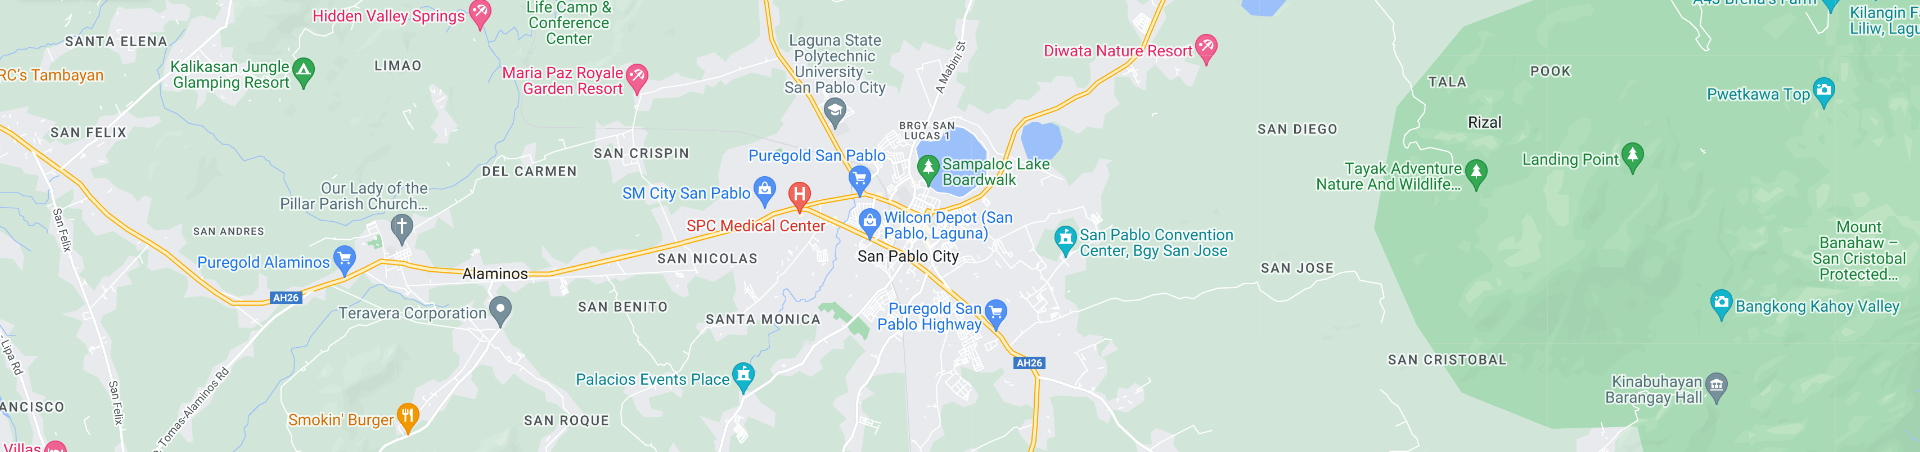 Hidden Valley Springs
Life Camp &
Conference
Center
SANTA ELENA
RC's Tambayan
Kalikasan Jungle
Glamping Resort
LIMAO
Maria Paz Royale
Garden Resort
Laguna State
Polytechnic
University -
San Pablo City
A Mabini St
Diwata Nature Resort
Kilangin
Liliw, Lagu
TALA
POOK
Pwetkawa Top
Rizal
SAN FELIX
SAN CRISPIN
DEL CARMEN
BRGY SAN
LUCAS 1
Puregold San Pablo
Sampaloc Lake
Boardwalk
SAN DIEGO
Tayak Adventure
Nature And Wildlife...
Landing Point
Our Lady of the
Pillar Parish Church...
SM City San Pablo
H
SPC Medical Center
Wilcon Depot (San
Pablo, Laguna)
San Pablo City
San Felix
SAN ANDRES
Puregold Alaminos
Alaminos
SAN NICOLAS
San Pablo Convention
Center, Bgy San Jose
SAN JOSE
Mount
Banahaw –
San Cristobal
Protected...
AH26
Teravera Corporation
SAN BENITO
SANTA MONICA
Puregold San
Pablo Highway
Bangkong Kahoy Valley
AH26
Lipa Rd
San Felix
Tomas-Alaminos Rd
Palacios Events Place
SAN CRISTOBAL
Kinabuhayan
Barangay Hall
ANCISCO
Smokin' Burger
SAN ROQUE
Villas